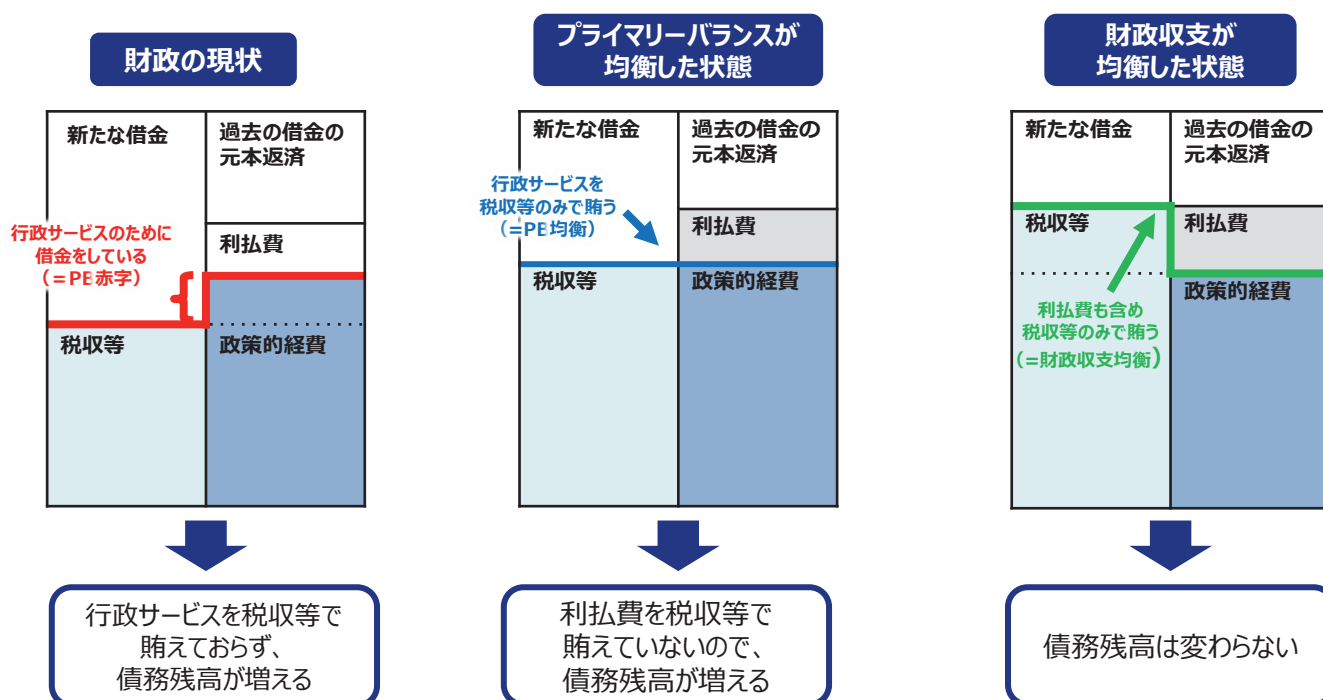 財政の現状
新たな借金
過去の借金の
元本返済
行政サービスのために
借金をしている
(=PB赤字)
利払費
税収等
政策的経費
行政サービスを税収等で
賄えておらず、
債務残高が増える
プライマリーバランスが
均衡した状態
新たな借金
過去の借金の
元本返済
行政サービスを
税収等のみで賄う
(=PB均衡)
利払費
税収等
政策的経費
利払費を税収等で
賄えていないので、
債務残高が増える
財政収支が
均衡した状態
新たな借金
過去の借金の
元本返済
税収等
利払費
政策的経費
利払費も含め
税収等のみで賄う
(=財政収支均衡)
債務残高は変わらない